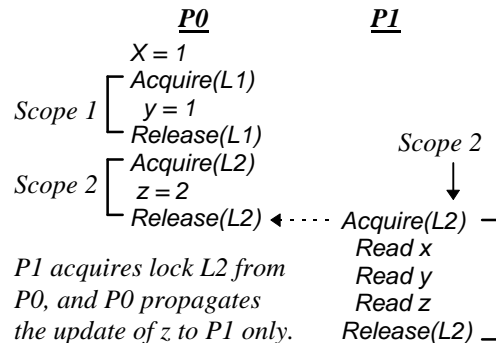 P0 P1
X = 1
Acquire(L1)
Scope 1 y = 1
Release(L1)
Acquire(L2) Scope 2
Scope 2 z = 2
Release(L2) Acquire(L2)
Read x
P1 acquires lock L2 from Read y
P0, and P0 propagates Read z
the update of z to P1 only. Release(L2)